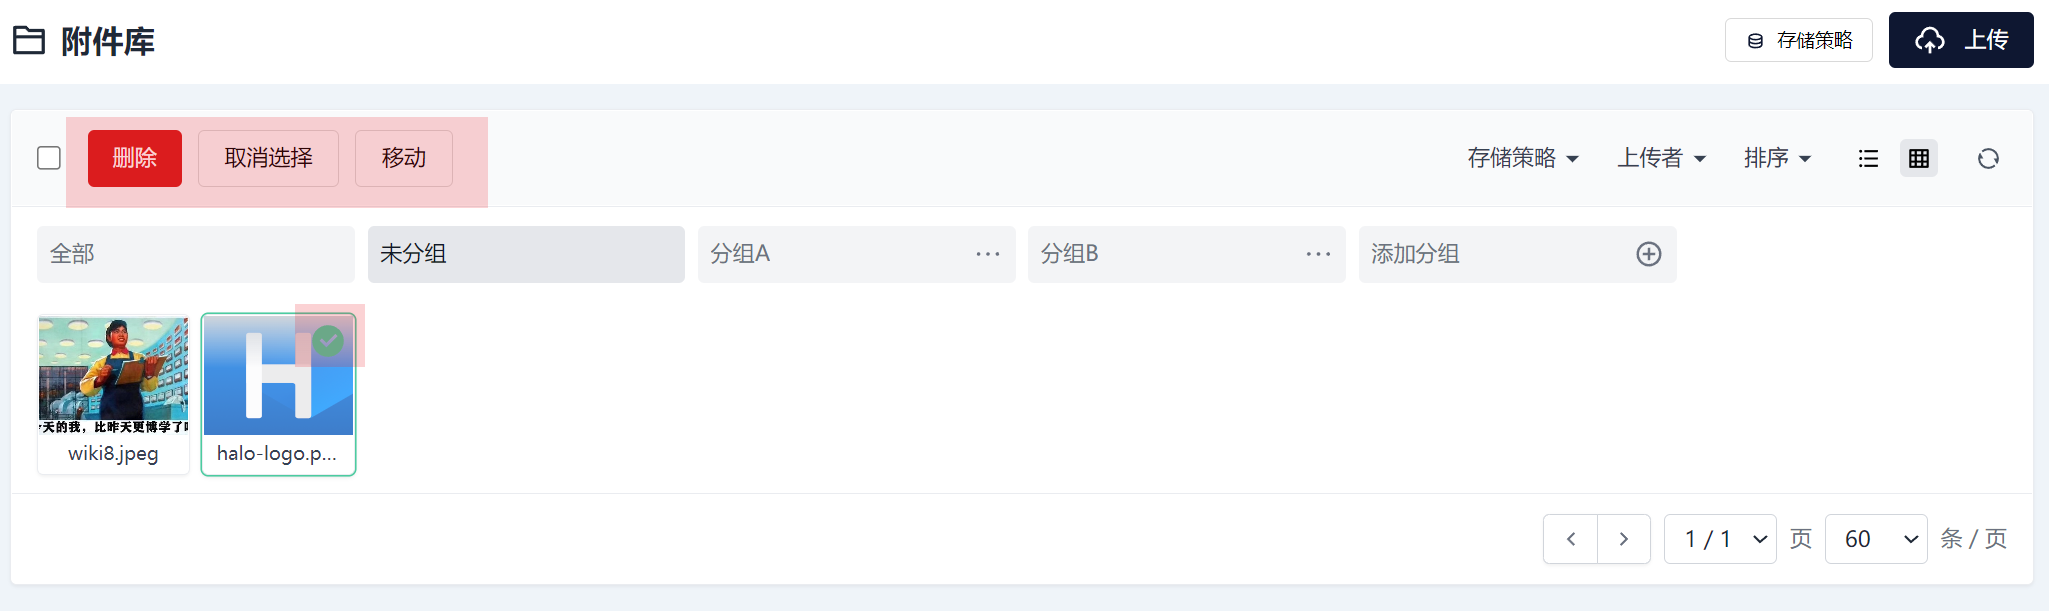 附件库
存储策略
上传
删除 取消选择 移动
存储策略 上传者 排序
全部 未分组 分组A 分组B 添加分组
天的我，比昨天更博学了
wiki8.jpeg halo-logo.p...
1 / 1 页 60 条 / 页